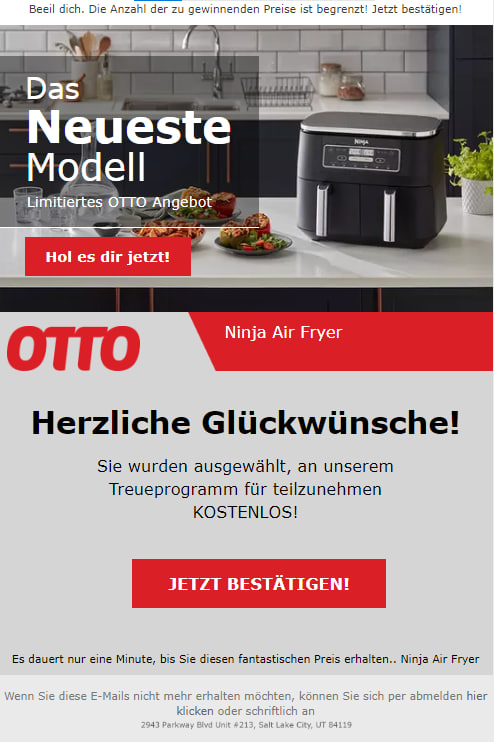 Beeil dich. Die Anzahl der zu gewinnenden Preise ist begrenzt! Jetzt bestätigen!
Das
Neueste
Modell
Limitiertes OTTO Angebot
Hol es dir jetzt!
NINJA
OTTO
Ninja Air Fryer
Herzliche Glückwünsche!
Sie wurden ausgewählt, an unserem
Treueprogramm für teilzunehmen
KOSTENLOS!
JETZT BESTÄTIGEN!
Es dauert nur eine Minute, bis Sie diesen fantastischen Preis erhalten.. Ninja Air Fryer
Wenn Sie diese E-Mails nicht mehr erhalten möchten, können Sie sich per abmelden hier
klicken oder schriftlich an
2943 Parkway Blvd Unit #213, Salt Lake City, UT 84119